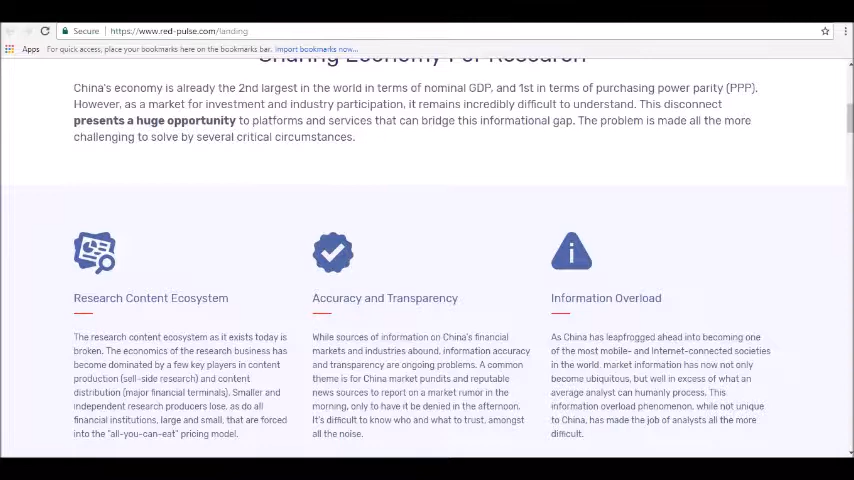 Secure https://www.red-pulse.com/landing
Apps For quick access, place your bookmarks here on the bookmarks bar. Import bookmarks now...
Sharing Economy For Research
China's economy is already the 2nd largest in the world in terms of nominal GDP, and 1st in terms of purchasing power parity (PPP).
However, as a market for investment and industry participation, it remains incredibly difficult to understand. This disconnect
presents a huge opportunity to platforms and services that can bridge this informational gap. The problem is made all the more
challenging to solve by several critical circumstances.
Research Content Ecosystem
The research content ecosystem as it exists today is
broken. The economics of the research business has
become dominated by a few key players in content
production (sell-side research) and content
distribution (major financial terminals). Smaller and
independent research producers lose, as do all
financial institutions, large and small, that are forced
into the "all-you-can-eat" pricing model.
Accuracy and Transparency
While sources of information on China's financial
markets and industries abound, information accuracy
and transparency are ongoing problems. A common
theme is for China market pundits and reputable
news sources to report on a market rumor in the
morning, only to have it be denied in the afternoon.
It's difficult to know who and what to trust, amongst
all the noise.
Information Overload
As China has leapfrogged ahead into becoming one
of the most mobile- and Internet-connected societies
in the world, market information has now not only
become ubiquitous, but well in excess of what an
average analyst can humanly process. This
information overload phenomenon, while not unique
to China, has made the job of analysts all the more
difficult.